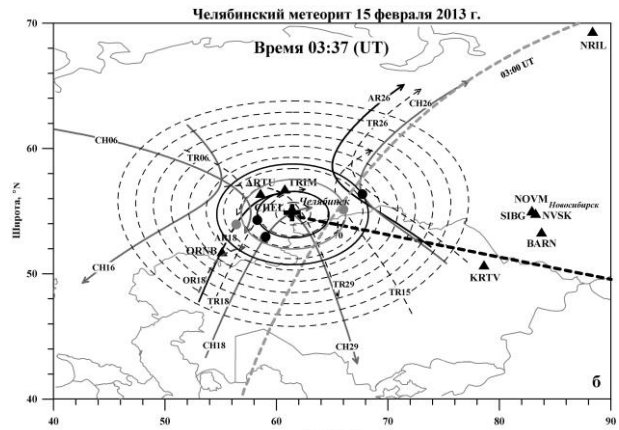 Челябинский метеорит 15 февраля 2013 г.
Время 03:37 (UT)
Широта, °N
70
60
50
40
40
50
60
70
80
90
NRIL
03:00 UT
AR26
CH26
TR26
CH06
TR06
ARTU
TRIM
CHEL
Челябинск
NOVM
Новосибирск
SIBG
NVSK
BARN
AR18
ORNB
KRTV
CH16
OR18
TR18
TR29
TR15
CH18
CH29
б